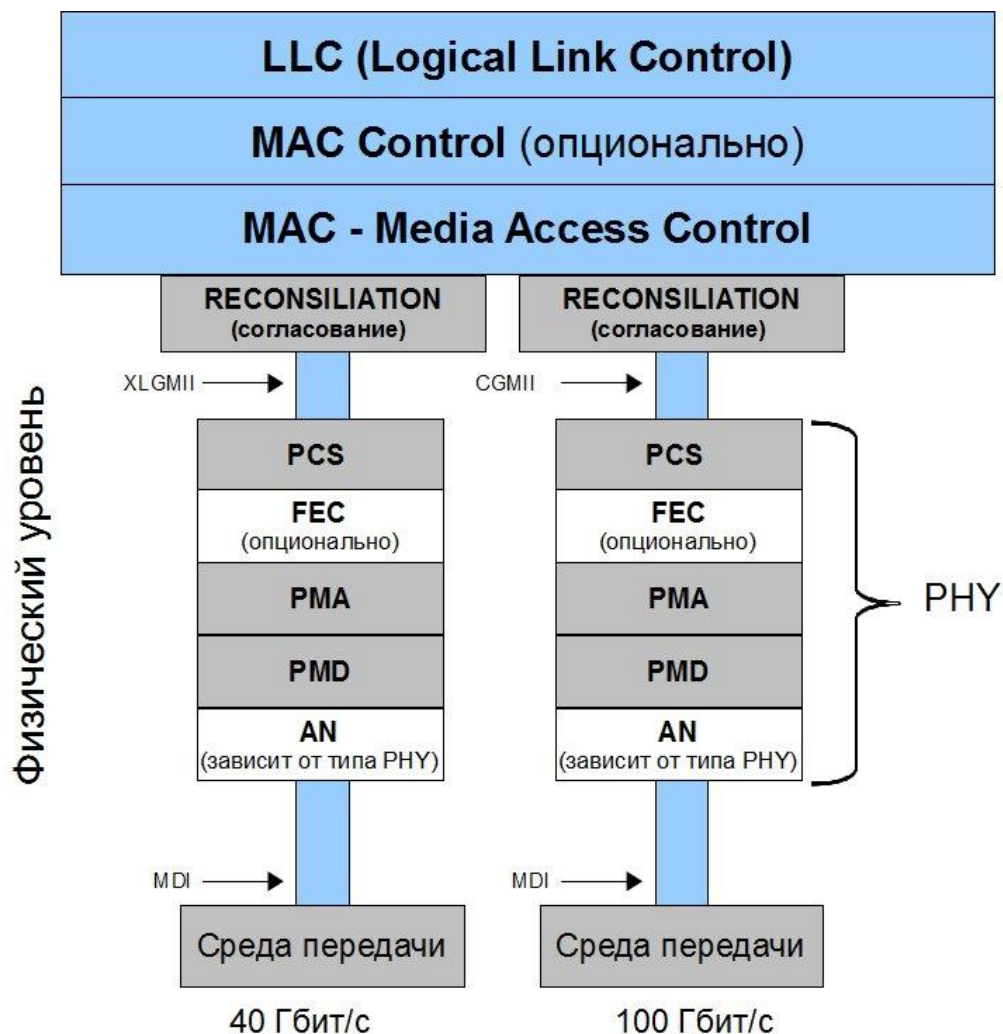 LLC (Logical Link Control)
MAC Control (опционально)
MAC - Media Access Control
RECONSILIATION
(согласование)
RECONSILIATION
(согласование)
XLGMII
CGMII
Физический уровень
PCS
FEC
(опционально)
PMA
PMD
AN
(зависит от типа PHY)
PCS
FEC
(опционально)
PMA
PMD
AN
(зависит от типа PHY)
PHY
MDI
MDI
Среда передачи
Среда передачи
40 Гбит/с
100 Гбит/с